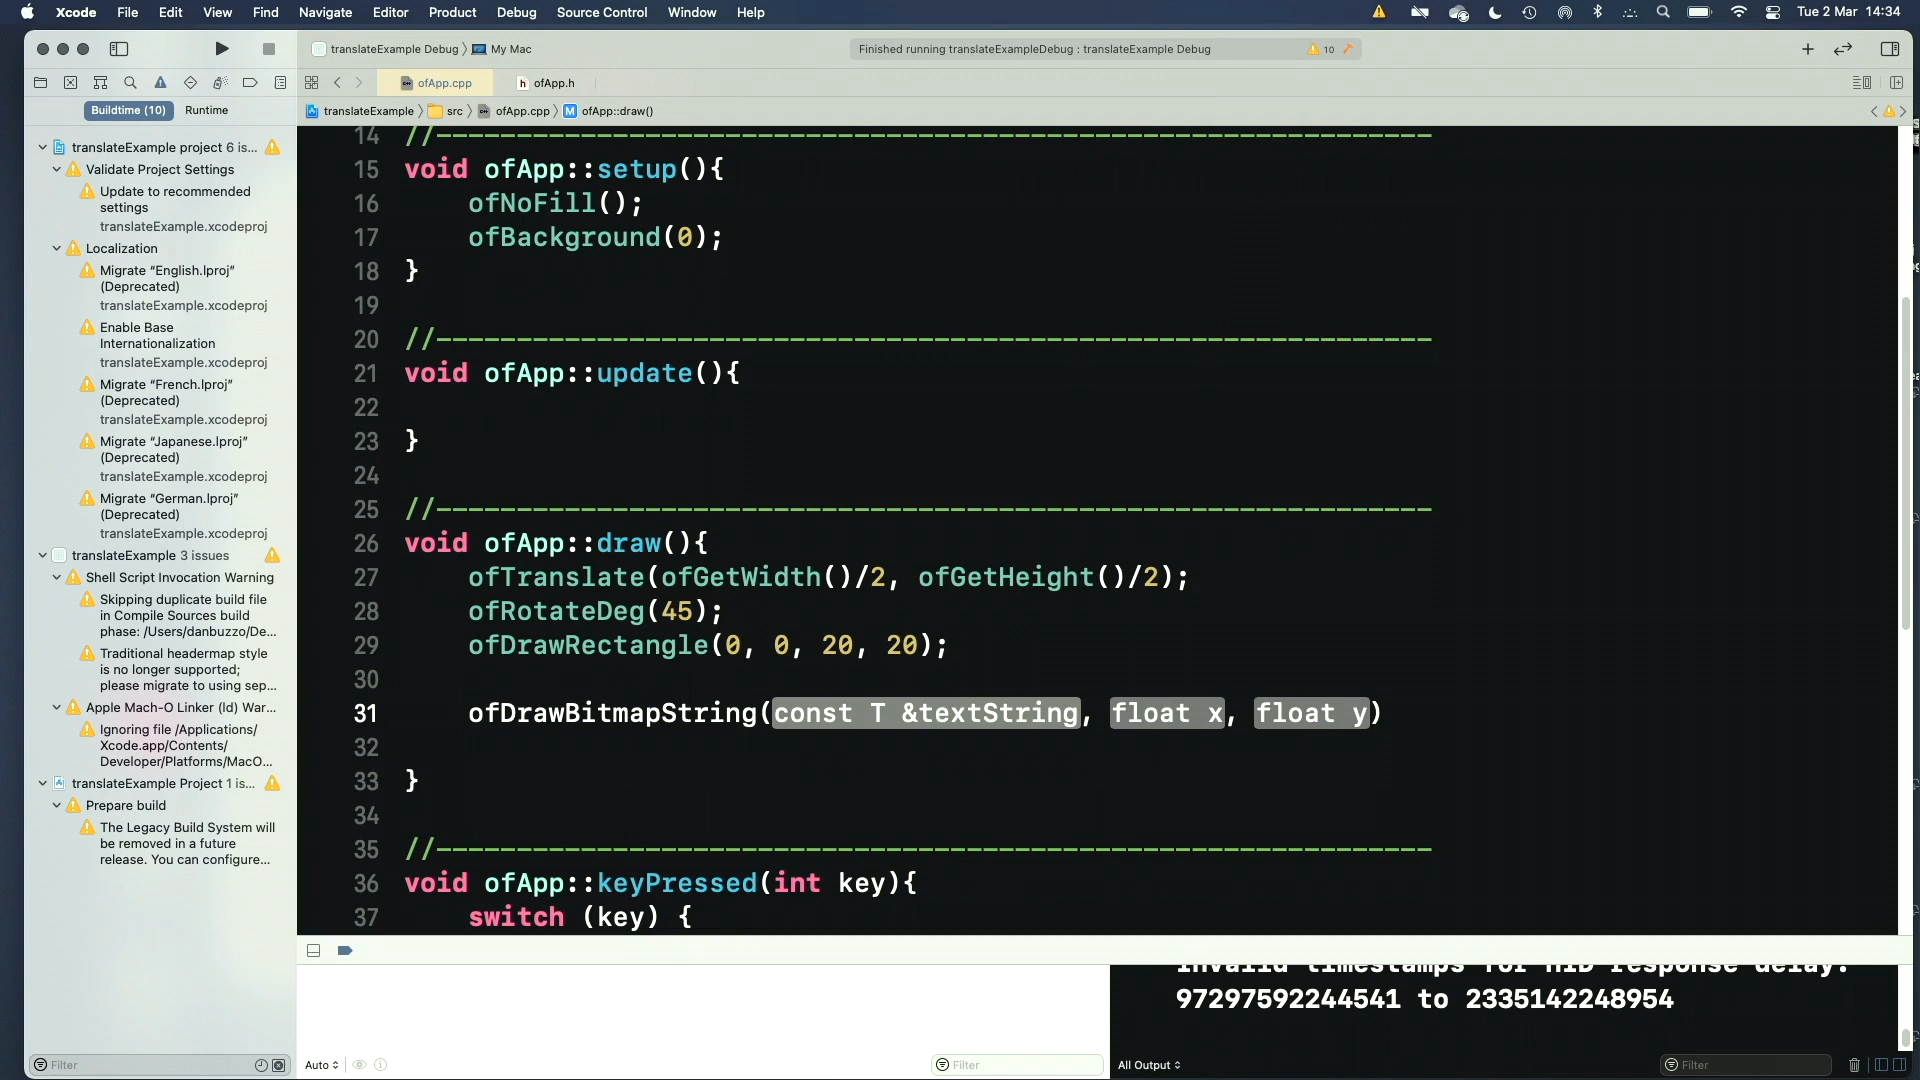 Xcode File Edit View Find Navigate Editor Product Debug Source Control Window Help Tue 2 Mar 14:34
translateExample Debug My Mac Finished running translateExampleDebug : translateExample Debug 10
ofApp.cpp h ofApp.h
Buildtime (10) Runtime
translateExample src ofApp.cpp M ofApp::draw()
translateExample project 6 is...
Validate Project Settings
Update to recommended
settings
translateExample.xcodeproj
Localization
Migrate “English.lproj”
(Deprecated)
translateExample.xcodeproj
Enable Base
Internationalization
translateExample.xcodeproj
Migrate “French.lproj”
(Deprecated)
translateExample.xcodeproj
Migrate “Japanese.lproj”
(Deprecated)
translateExample.xcodeproj
Migrate “German.lproj”
(Deprecated)
translateExample.xcodeproj
translateExample 3 issues
Shell Script Invocation Warning
Skipping duplicate build file
in Compile Sources build
phase: /Users/danbuzzo/De...
Traditional headermap style
is no longer supported;
please migrate to using sep...
Apple Mach-O Linker (ld) War...
Ignoring file /Applications/
Xcode.app/Contents/
Developer/Platforms/MacO...
translateExample Project 1 is...
Prepare build
The Legacy Build System will
be removed in a future
release. You can configure...
Filter
14 //--------------------------------------------------------------
15 void ofApp::setup(){
16 ofNoFill();
17 ofBackground(0);
18 }
19
20 //--------------------------------------------------------------
21 void ofApp::update(){
22
23 }
24
25 //--------------------------------------------------------------
26 void ofApp::draw(){
27 ofTranslate(ofGetWidth()/2, ofGetHeight()/2);
28 ofRotateDeg(45);
29 ofDrawRectangle(0, 0, 20, 20);
30
31 ofDrawBitmapString(const T &textString, float x, float y)
32
33 }
34
35 //--------------------------------------------------------------
36 void ofApp::keyPressed(int key){
37 switch (key) {
Invalid timestamps for HID response delay:
97297592244541 to 2335142248954
Auto Filter All Output Filter